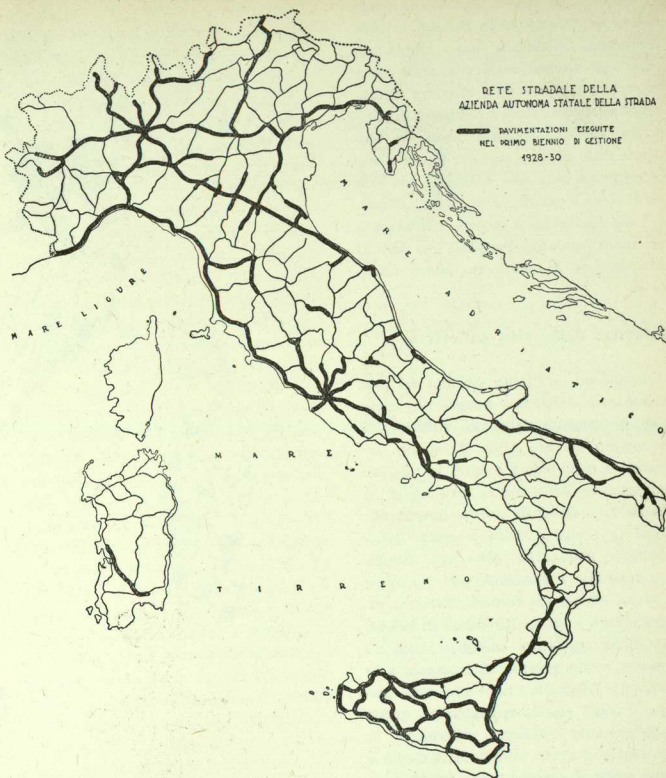 RETE STRADALE DELLA
AZIENDA AUTONOMA STATALE DELLA STRADA
PAVIMENTAZIONI ESEGUITE
NEL PRIMO BIENNIO DI GESTIONE
1928-30
MARE ADRIATICO
MARE LIGURE
MARE
TIRRENO